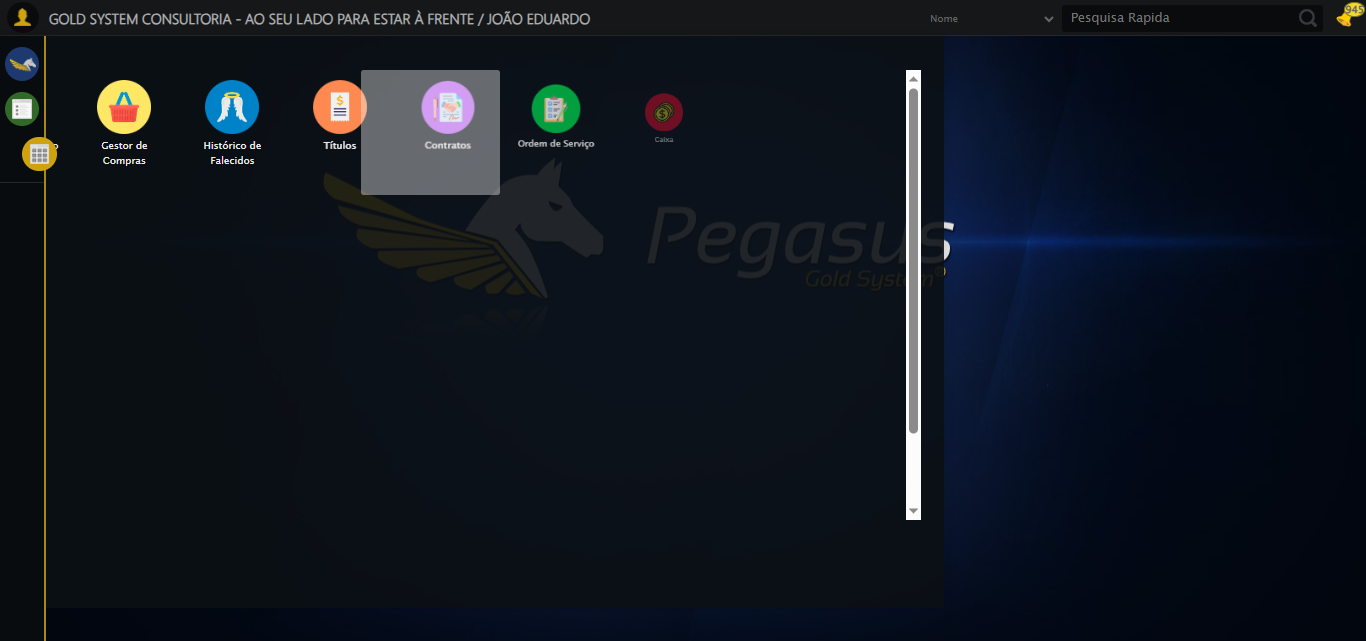 GOLD SYSTEM CONSULTORIA - AO SEU LADO PARA ESTAR À FRENTE / JOÃO EDUARDO
Nome
Pesquisa Rapida
945
o
Gestor de
Compras
Histórico de
Falecidos
Títulos
Contratos
Ordem de Serviço
Caixa
Pegasus
Gold System®